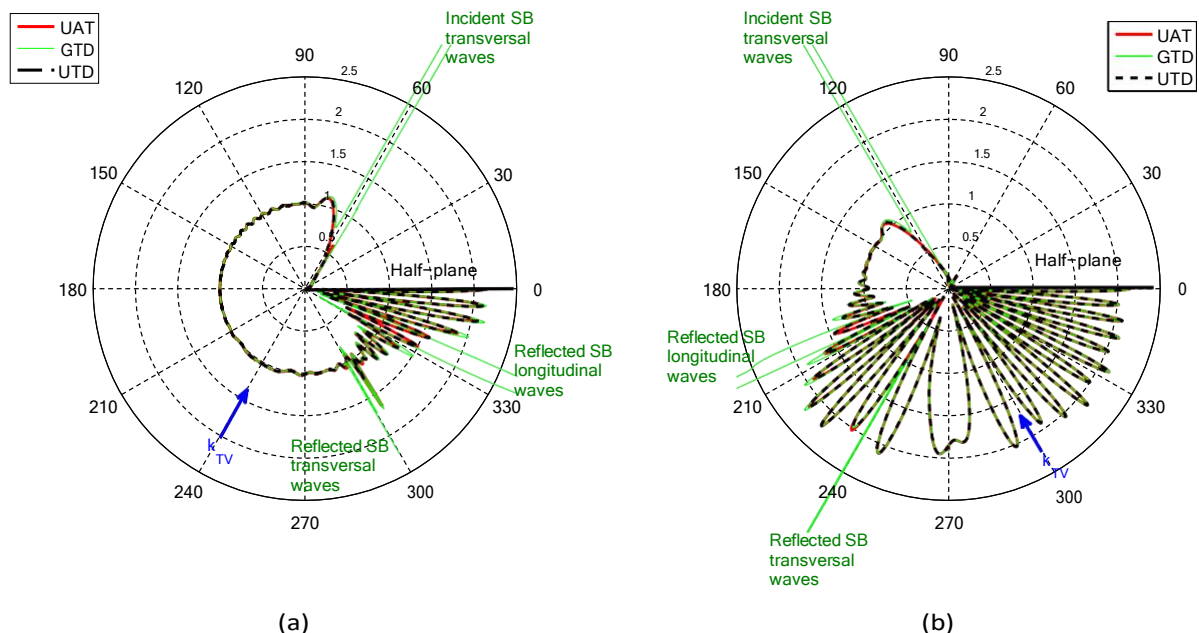 UAT
GTD
UTD
Incident SB
transversal
waves
90
2.5
60
120
2
1.5
30
150
1
0.5
Half-plane
180
0
Reflected SB
longitudinal
waves
330
210
k TV
Reflected SB
transversal
waves
240
300
270
(a)
Incident SB
transversal
waves
UAT
GTD
UTD
90
2.5
60
120
2
1.5
30
150
1
0.5
Half-plane
180
0
Reflected SB
longitudinal
waves
330
210
k TV
240
300
270
Reflected SB
transversal
waves
(b)